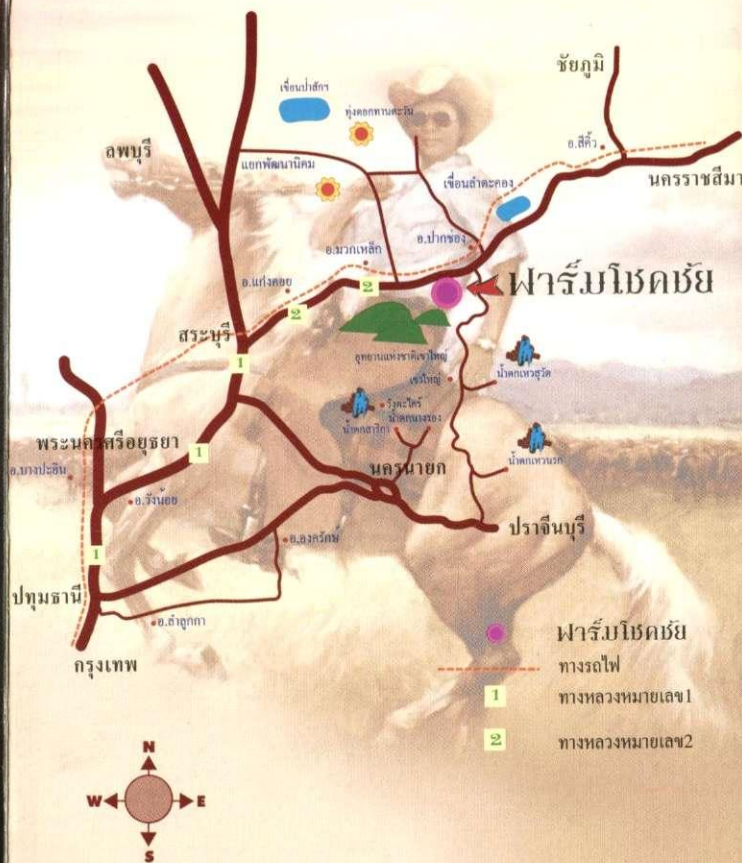 ชัยภูมิ
เขื่อนป่าสักฯ
ทุ่งดอกทานตะวัน
อ.สีคิ้ว
ลพบุรี
แยกพัฒนานิคม
เขื่อนลำตะคอง
นครราชสีมา
อ.ปากช่อง
อ.มวกเหล็ก
อ.แก่งคอย
2
2
ฟาร์มโชคชัย
สระบุรี
1
อุทยานแห่งชาติเขาใหญ่
เขาใหญ่
น้ำตกเหวสุวัต
วังตะไคร้
น้ำตกนางรอง
น้ำตกสาริกา
พระนครศรีอยุธยา
1
นครนายก
น้ำตกเหวนรก
อ.บางปะอิน
อ.วังน้อย
ปราจีนบุรี
อ.องครักษ์
1
ปทุมธานี
อ.ลำลูกกา
กรุงเทพ
ฟาร์มโชคชัย
ทางรถไฟ
1 ทางหลวงหมายเลข1
2 ทางหลวงหมายเลข2
N
W E
S